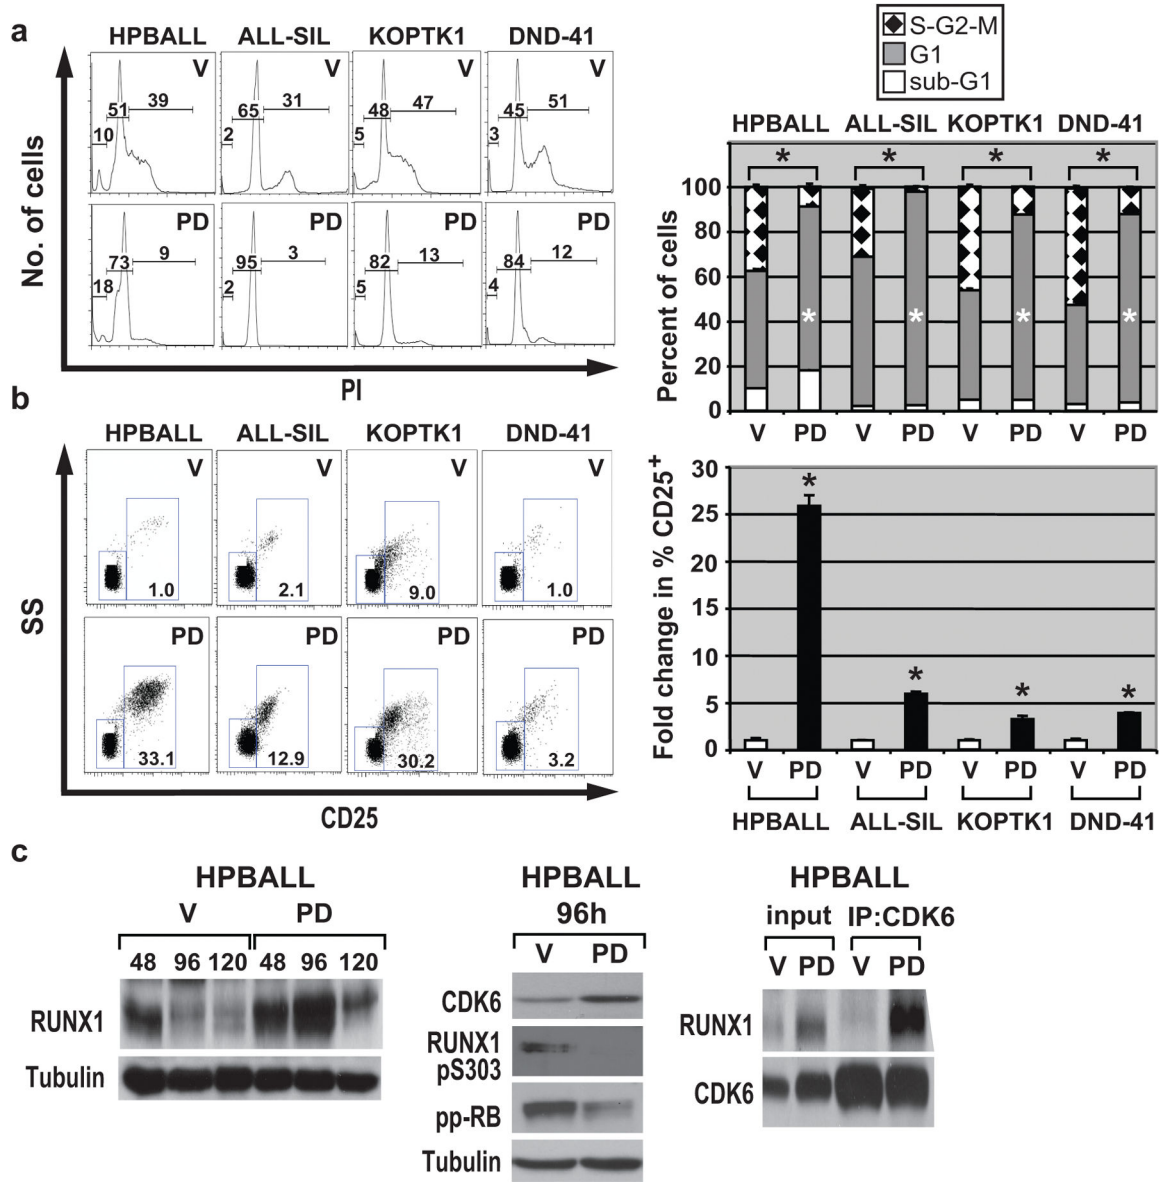 a
HPBALL ALL-SIL KOPTK1 DND-41
V V V V
10 51 39 2 65 31 5 48 47 3 45 51
PD PD PD PD
18 73 9 2 95 3 5 82 13 4 84 12
No. of cells
PI
S-G2-M
G1
sub-G1
HPBALL ALL-SIL KOPTK1 DND-41
* * * *
100
80
60
40
20
0
* * * *
Percent of cells
V PD V PD V PD V PD
b
HPBALL ALL-SIL KOPTK1 DND-41
V V V V
1.0 2.1 9.0 1.0
PD PD PD PD
33.1 12.9 30.2 3.2
SS
CD25
Fold change in % CD25+
30
25
20
15
10
5
0
* * * *
V PD V PD V PD V PD
HPBALL ALL-SIL KOPTK1 DND-41
c
HPBALL
V PD
48 96 120 48 96 120
RUNX1
Tubulin
HPBALL
96h
V PD
CDK6
RUNX1
pS303
pp-RB
Tubulin
HPBALL
input IP:CDK6
V PD V PD
RUNX1
CDK6